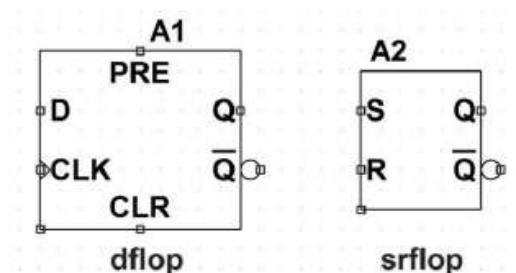 A1
PRE
D Q
CLK Q̅
CLR
dflop
A2
S Q
R Q̅
srflop